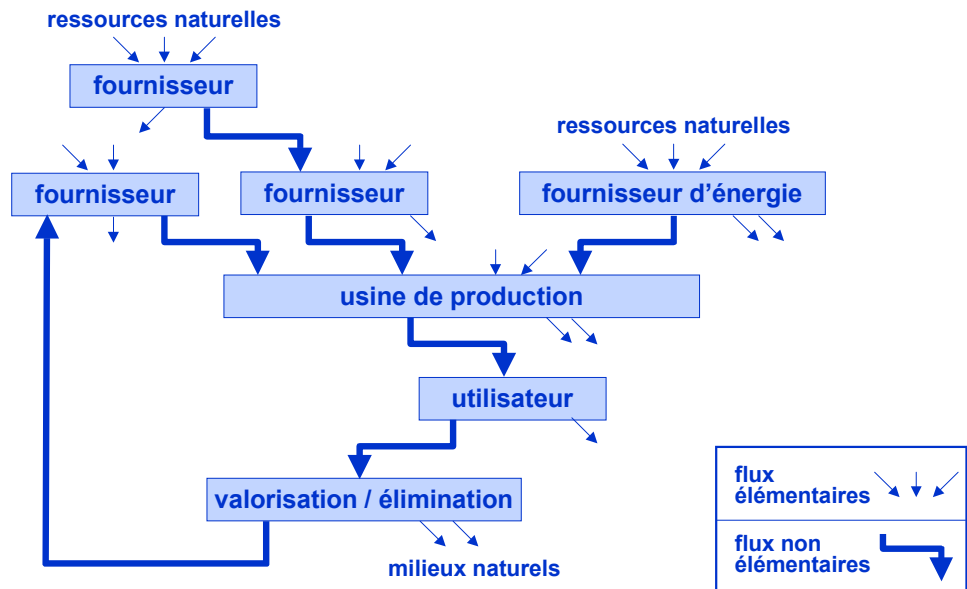 ressources naturelles
fournisseur
ressources naturelles
fournisseur
fournisseur
fournisseur d’énergie
usine de production
utilisateur
valorisation / élimination
milieux naturels
flux
élémentaires
flux non
élémentaires